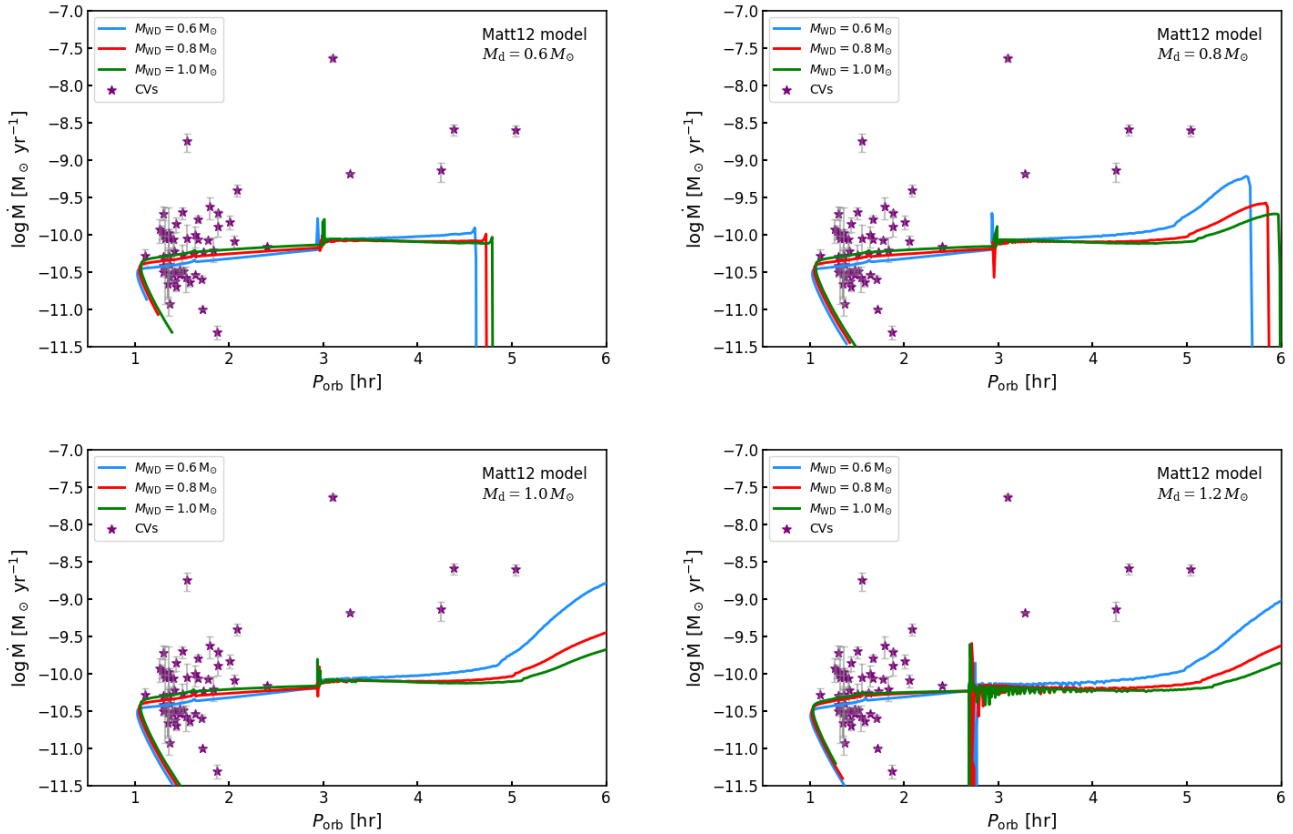 −7.0
−7.5
−8.0
−8.5
−9.0
−9.5
−10.0
−10.5
−11.0
−11.5
log Ṁ [M⊙ yr⁻¹]
M_WD = 0.6 M⊙
M_WD = 0.8 M⊙
M_WD = 1.0 M⊙
CVs
Matt12 model
M_d = 0.6 M⊙
1 2 3 4 5 6
P_orb [hr]
−7.0
−7.5
−8.0
−8.5
−9.0
−9.5
−10.0
−10.5
−11.0
−11.5
log Ṁ [M⊙ yr⁻¹]
M_WD = 0.6 M⊙
M_WD = 0.8 M⊙
M_WD = 1.0 M⊙
CVs
Matt12 model
M_d = 0.8 M⊙
1 2 3 4 5 6
P_orb [hr]
−7.0
−7.5
−8.0
−8.5
−9.0
−9.5
−10.0
−10.5
−11.0
−11.5
log Ṁ [M⊙ yr⁻¹]
M_WD = 0.6 M⊙
M_WD = 0.8 M⊙
M_WD = 1.0 M⊙
CVs
Matt12 model
M_d = 1.0 M⊙
1 2 3 4 5 6
P_orb [hr]
−7.0
−7.5
−8.0
−8.5
−9.0
−9.5
−10.0
−10.5
−11.0
−11.5
log Ṁ [M⊙ yr⁻¹]
M_WD = 0.6 M⊙
M_WD = 0.8 M⊙
M_WD = 1.0 M⊙
CVs
Matt12 model
M_d = 1.2 M⊙
1 2 3 4 5 6
P_orb [hr]